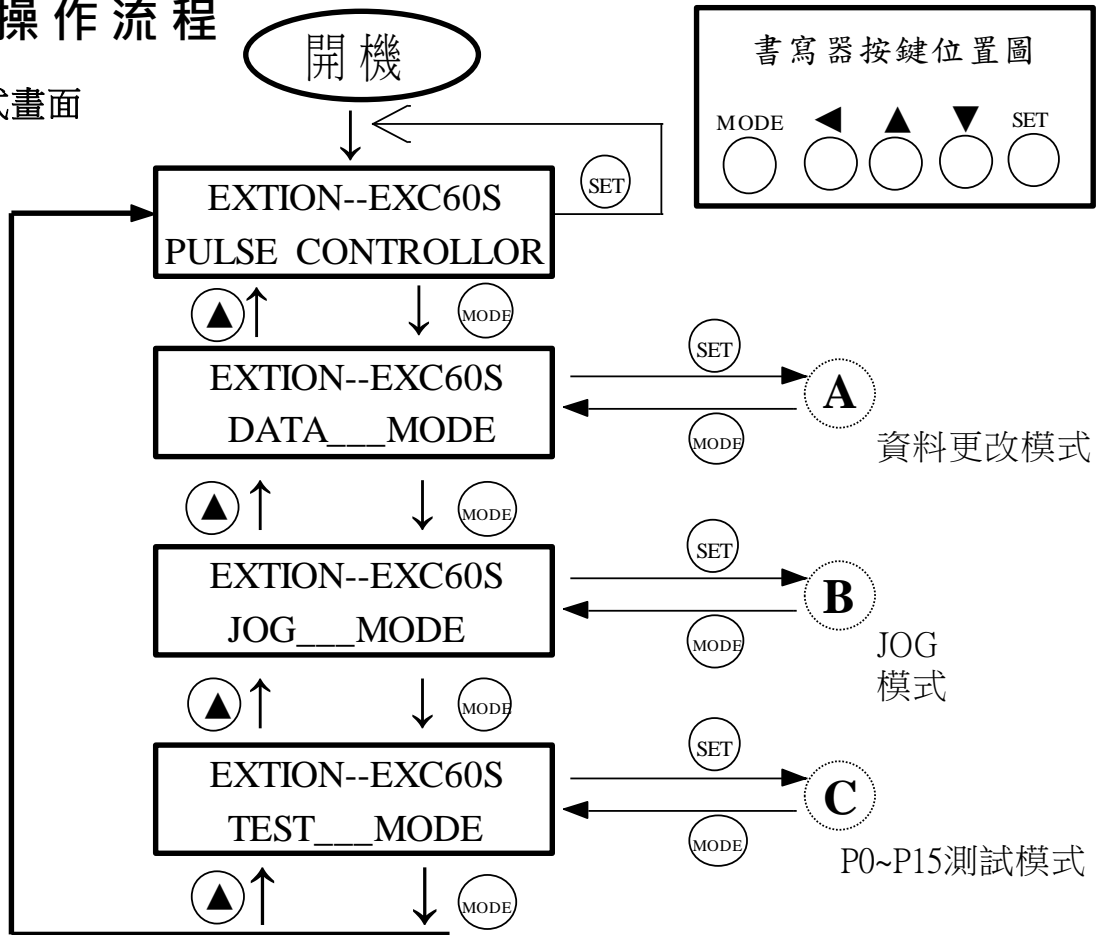 操作流程
式畫面
開機
書寫器按鍵位置圖
MODE ◀ ▲ ▼ SET
SET
EXTION--EXC60S
PULSE CONTROLLOR
▲ MODE
EXTION--EXC60S
DATA___MODE
SET
A
MODE
資料更改模式
▲ MODE
EXTION--EXC60S
JOG___MODE
SET
B
MODE
JOG
模式
▲ MODE
EXTION--EXC60S
TEST___MODE
SET
C
MODE
P0~P15測試模式
▲ MODE